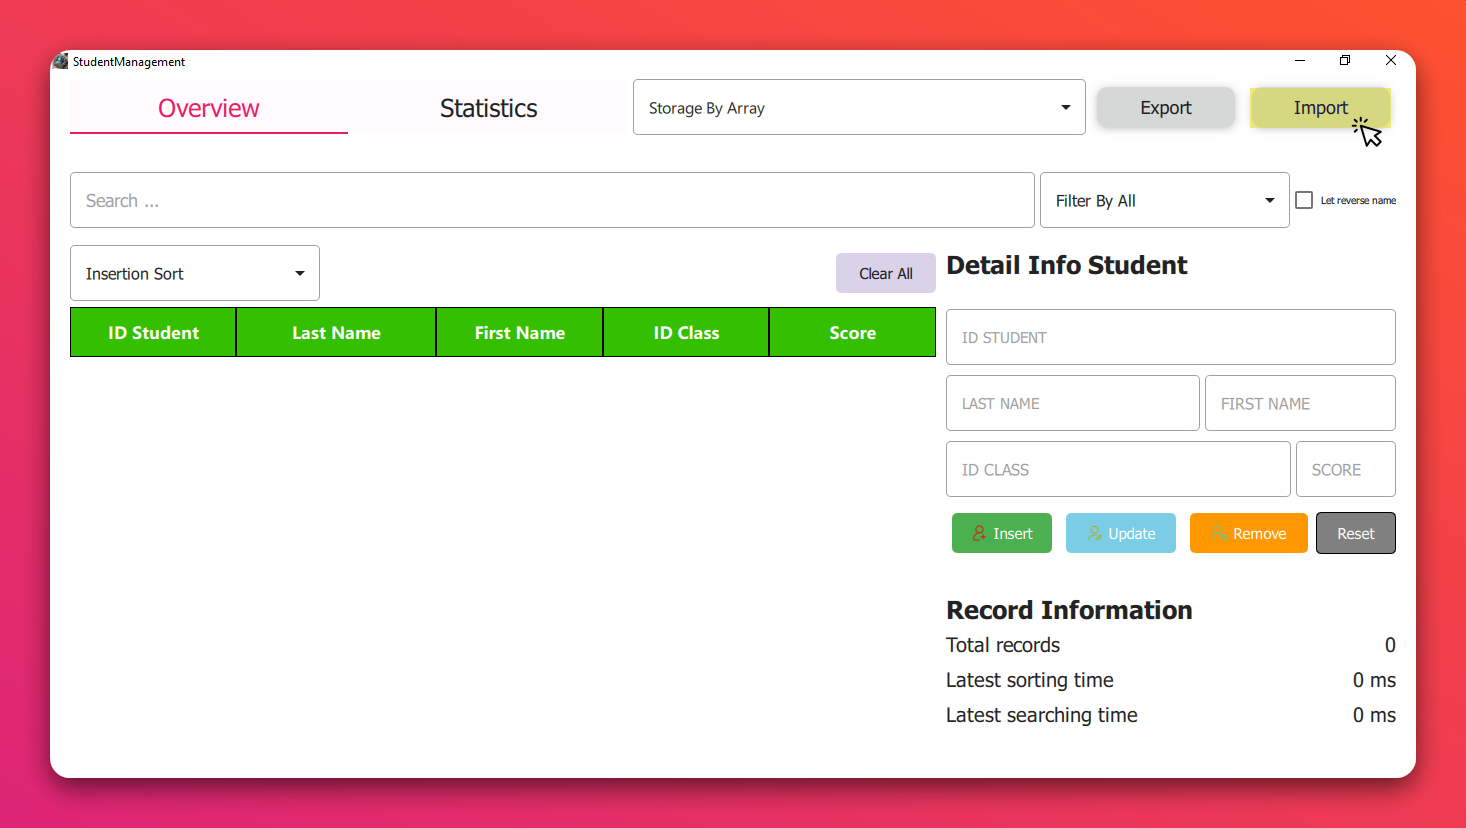 StudentManagement
Overview
Statistics
Storage By Array
Export
Import
Search ...
Filter By All
Let reverse name
Insertion Sort
Clear All
ID Student
Last Name
First Name
ID Class
Score
Detail Info Student
ID STUDENT
LAST NAME
FIRST NAME
ID CLASS
SCORE
Insert
Update
Remove
Reset
Record Information
Total records 0
Latest sorting time 0 ms
Latest searching time 0 ms